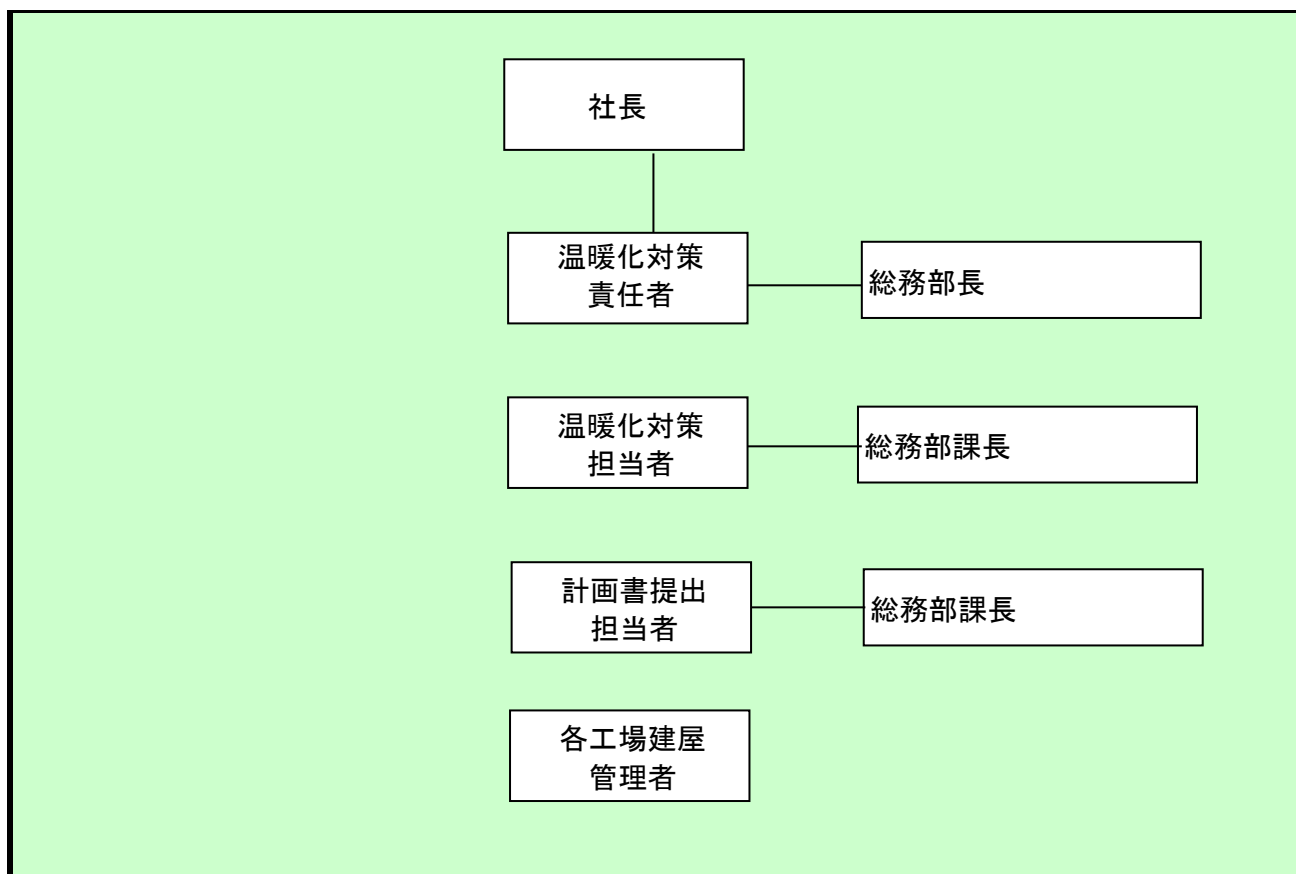 社長
温暖化対策
責任者
総務部長
温暖化対策
担当者
総務部課長
計画書提出
担当者
総務部課長
各工場建屋
管理者